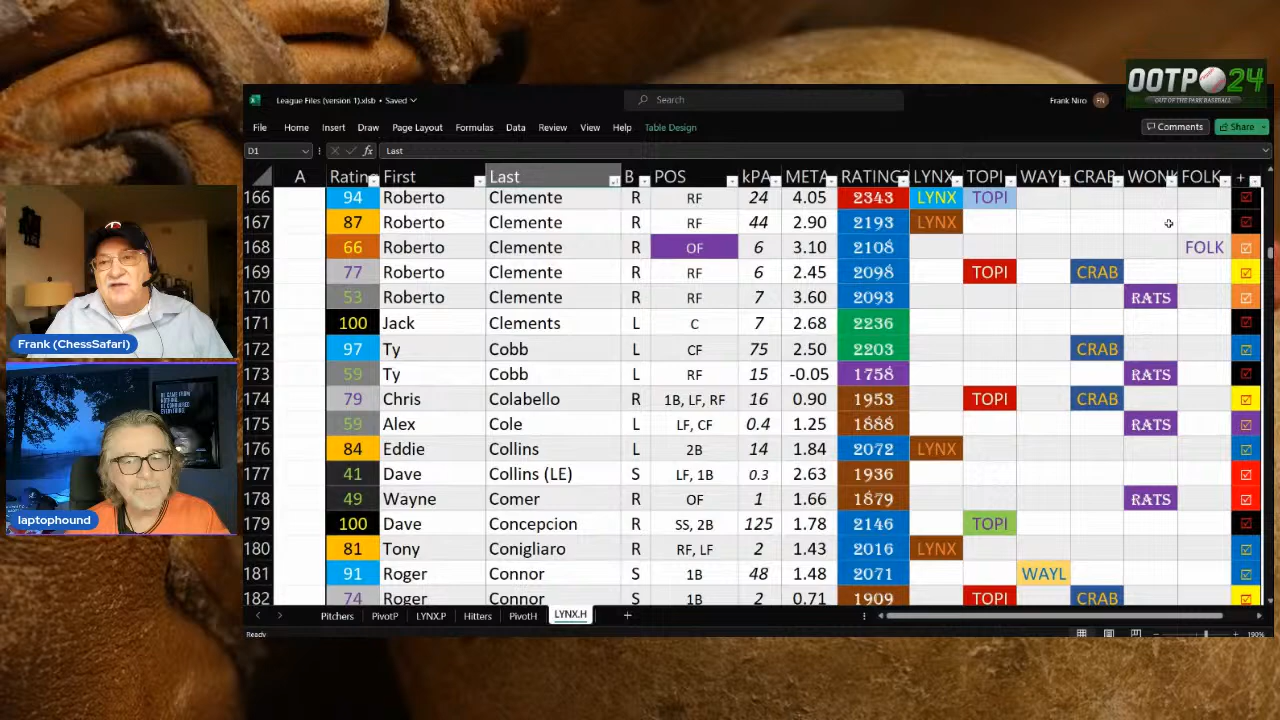 OOTP 24
OUT OF THE PARK BASEBALL
League Files (version 1).xlsb • Saved
Search
Frank Niro FN
File Home Insert Draw Page Layout Formulas Data Review View Help Table Design
Comments Share
D1 fx Last
A Rating First Last B POS kPA META RATING LYNX TOPI WAYL CRAB WONK FOLK +
166 94 Roberto Clemente R RF 24 4.05 2343 LYNX TOPI
167 87 Roberto Clemente R RF 44 2.90 2193 LYNX
168 66 Roberto Clemente R OF 6 3.10 2108 FOLK
169 77 Roberto Clemente R RF 6 2.45 2098 TOPI CRAB
170 53 Roberto Clemente R RF 7 3.60 2093 RATS
171 100 Jack Clements L C 7 2.68 2236
172 97 Ty Cobb L CF 75 2.50 2203 CRAB
173 59 Ty Cobb L RF 15 -0.05 1758 RATS
174 79 Chris Colabello R 1B, LF, RF 16 0.90 1953 TOPI CRAB
175 59 Alex Cole L LF, CF 0.4 1.25 1888 RATS
176 84 Eddie Collins L 2B 14 1.84 2072 LYNX
177 41 Dave Collins (LE) S LF, 1B 0.3 2.63 1936
178 49 Wayne Comer R OF 1 1.66 1879 RATS
179 100 Dave Concepcion R SS, 2B 125 1.78 2146 TOPI
180 81 Tony Conigliaro R RF, LF 2 1.43 2016 LYNX
181 91 Roger Connor S 1B 48 1.48 2071 WAYL
182 74 Roger Connor S 1B 2 0.71 1909 TOPI CRAB
Pitchers PivotP LYNX.P Hitters PivotH LYNX.H +
Ready 190%
Frank (ChessSafari)
HE CAME FROM
NOTHING.
HE CONQUERED
EVERYTHING.
laptophound